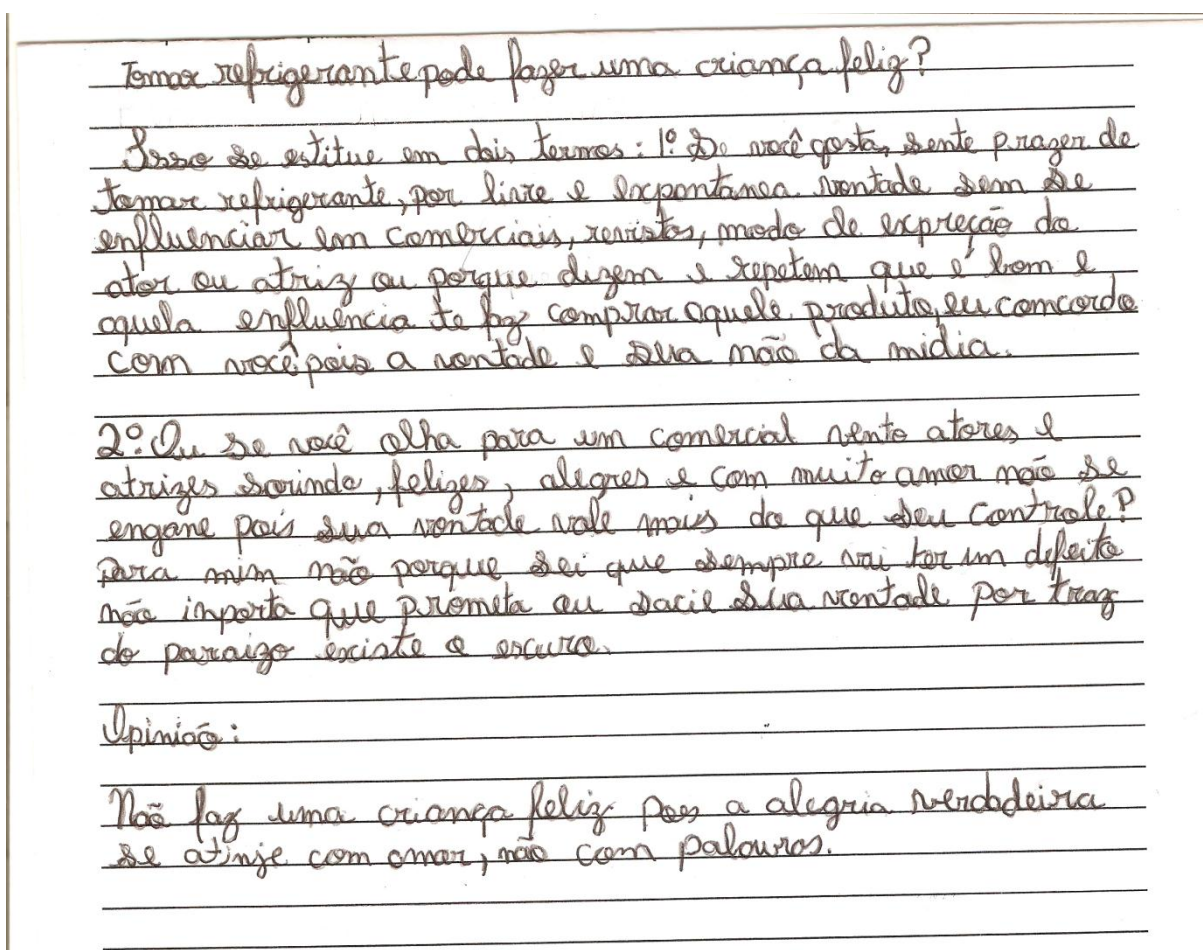 Tomar refrigerante pode fazer uma criança feliz?
Isso se estitue em dois termos: 1º Se você gosta, sente prazer de
tomar refrigerante, por livre e expontanea vontade sem se
enfluenciar em comerciais, revistas, modo de expreção do
ator ou atriz ou porque dizem e repetem que é bom e
aquela enfluência te faz comprar aquele produto, eu concordo
com você pois a vontade e sua não da midia.
2º Ou se você olha para um comercial vento atores e
atrizes sorindo, felizes, alegres e com muito amor não se
engane pois sua vontade vale mais do que seu controle?
para mim não porque sei que sempre vai ter um defeito
não importa que prometa ou sacie sua vontade por traz
do paraizo existe o escuro.
Opinião:
Não faz uma criança feliz pois a alegria verdadeira
se atinje com amor, não com palavras.